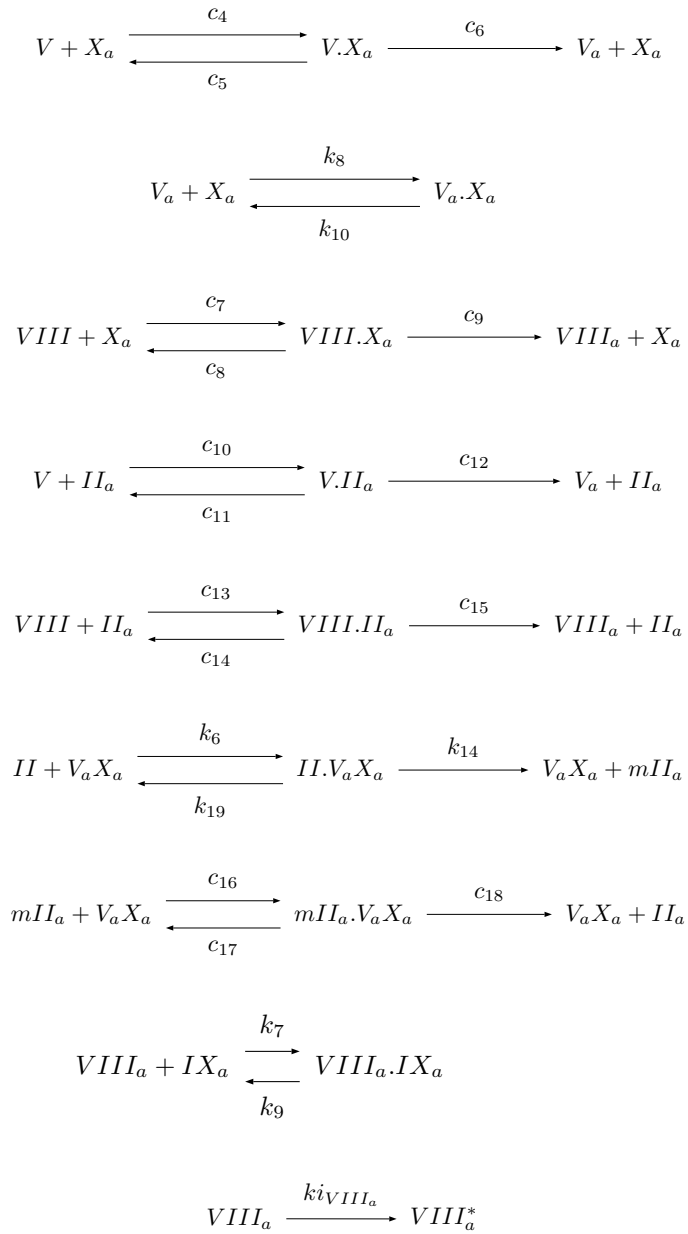 c₄ c₆
V + Xₐ V.Xₐ Vₐ + Xₐ
c₅
k₈
Vₐ + Xₐ Vₐ.Xₐ
k₁₀
c₇ c₉
VIII + Xₐ VIII.Xₐ VIIIₐ + Xₐ
c₈
c₁₀ c₁₂
V + IIₐ V.IIₐ Vₐ + IIₐ
c₁₁
c₁₃ c₁₅
VIII + IIₐ VIII.IIₐ VIIIₐ + IIₐ
c₁₄
k₆ k₁₄
II + VₐXₐ II.VₐXₐ VₐXₐ + mIIₐ
k₁₉
c₁₆ c₁₈
mIIₐ + VₐXₐ mIIₐ.VₐXₐ VₐXₐ + IIₐ
c₁₇
k₇
VIIIₐ + IXₐ VIIIₐ.IXₐ
k₉
ki_{VIIIₐ}
VIIIₐ VIIIₐ*